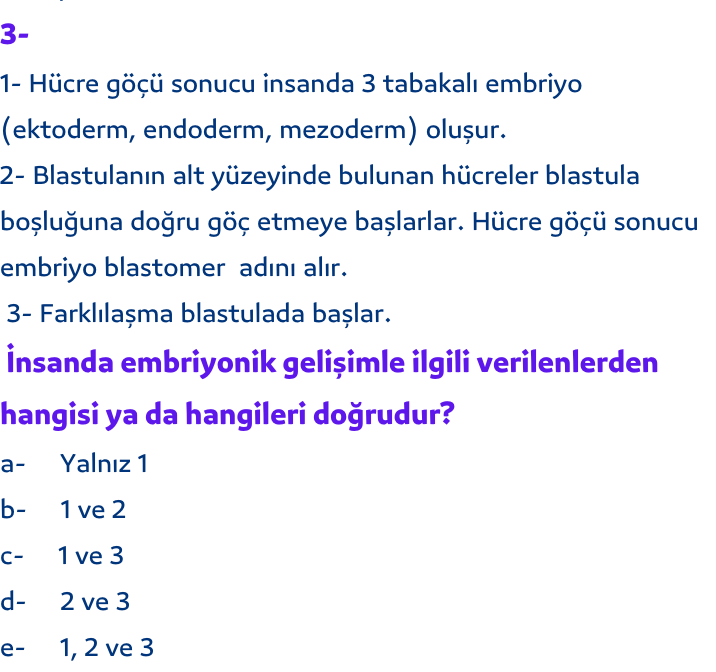 3-
1- Hücre göçü sonucu insanda 3 tabakalı embriyo
(ektoderm, endoderm, mezoderm) oluşur.
2- Blastulanın alt yüzeyinde bulunan hücreler blastula
boşluğuna doğru göç etmeye başlarlar. Hücre göçü sonucu
embriyo blastomer adını alır.
3- Farklılaşma blastulada başlar.
İnsanda embriyonik gelişimle ilgili verilenlerden
hangisi ya da hangileri doğrudur?
a- Yalnız 1
b- 1 ve 2
c- 1 ve 3
d- 2 ve 3
e- 1, 2 ve 3